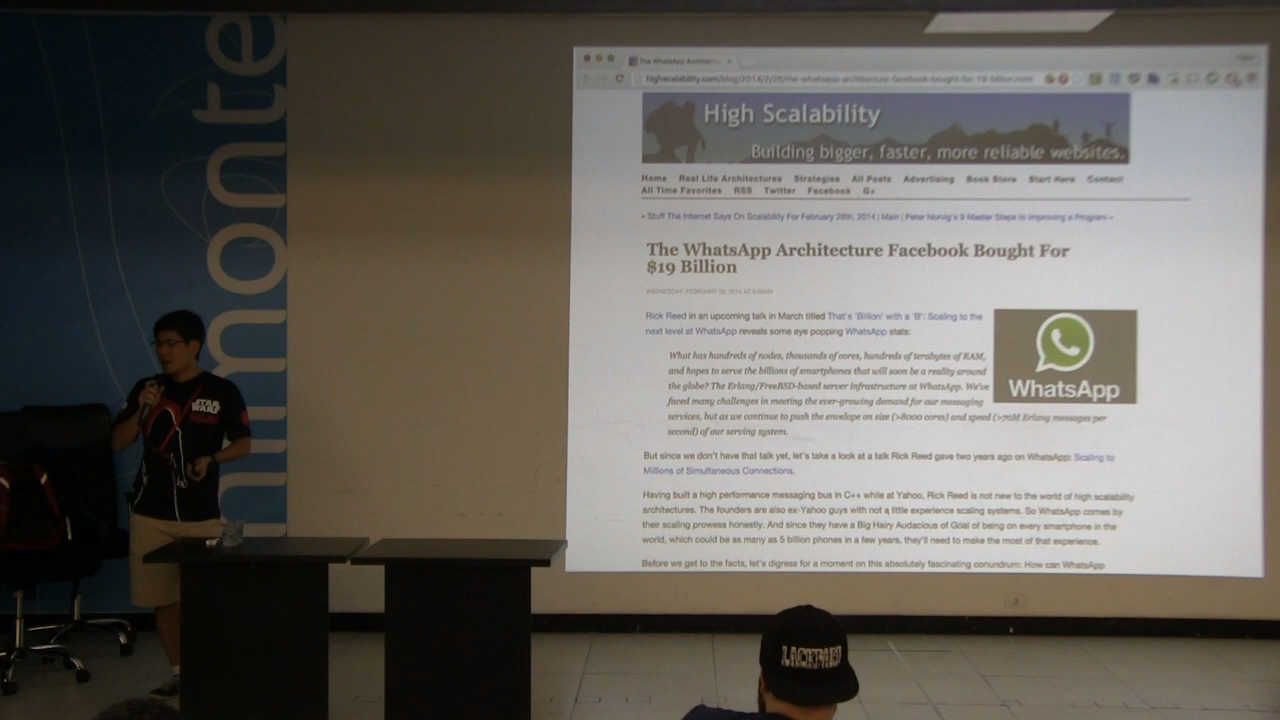 The WhatsApp Architectu
highscalability.com/blog/2014/2/26/the-whatsapp-architecture-facebook-bought-for-19-billion.html
High Scalability
Building bigger, faster, more reliable websites.
Home Real Life Architectures Strategies All Posts Advertising Book Store Start Here Contact
All Time Favorites RSS Twitter Facebook G+
« Stuff The Internet Says On Scalability For February 28th, 2014 | Main | Peter Norvig's 9 Master Steps to Improving a Program »
The WhatsApp Architecture Facebook Bought For
$19 Billion
WEDNESDAY, FEBRUARY 26, 2014 AT 8:56AM
Rick Reed in an upcoming talk in March titled That's 'Billion' with a 'B': Scaling to the
next level at WhatsApp reveals some eye popping WhatsApp stats:
What has hundreds of nodes, thousands of cores, hundreds of terabytes of RAM,
and hopes to serve the billions of smartphones that will soon be a reality around
the globe? The Erlang/FreeBSD-based server infrastructure at WhatsApp. We've
faced many challenges in meeting the ever-growing demand for our messaging
services, but as we continue to push the envelope on size (>8000 cores) and speed (>70M Erlang messages per
second) of our serving system.
WhatsApp
But since we don't have that talk yet, let's take a look at a talk Rick Reed gave two years ago on WhatsApp: Scaling to
Millions of Simultaneous Connections.
Having built a high performance messaging bus in C++ while at Yahoo, Rick Reed is not new to the world of high scalability
architectures. The founders are also ex-Yahoo guys with not a little experience scaling systems. So WhatsApp comes by
their scaling prowess honestly. And since they have a Big Hairy Audacious of Goal of being on every smartphone in the
world, which could be as many as 5 billion phones in a few years, they'll need to make the most of that experience.
Before we get to the facts, let's digress for a moment on this absolutely fascinating conundrum: How can WhatsApp
imonte
STAR
WARS